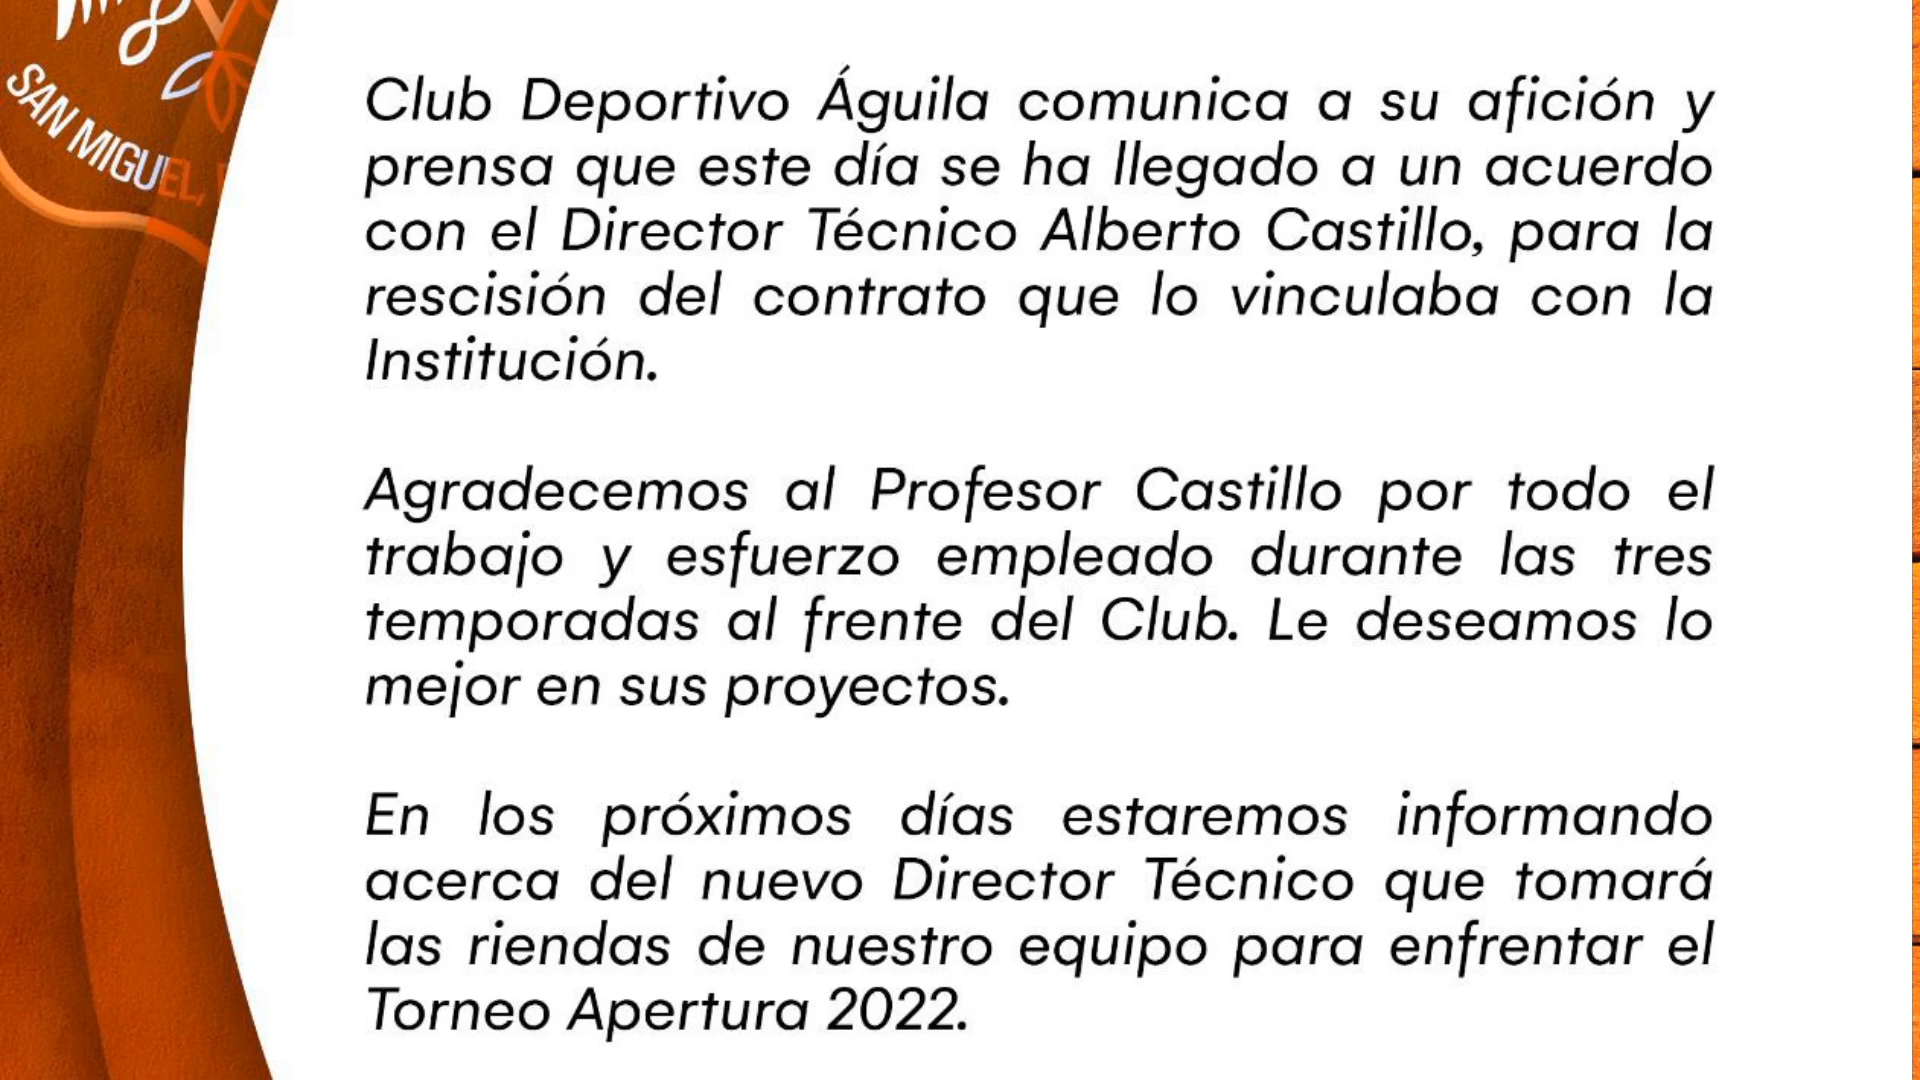 SAN MIGUEL,
Club Deportivo Águila comunica a su afición y
prensa que este día se ha llegado a un acuerdo
con el Director Técnico Alberto Castillo, para la
rescisión del contrato que lo vinculaba con la
Institución.
Agradecemos al Profesor Castillo por todo el
trabajo y esfuerzo empleado durante las tres
temporadas al frente del Club. Le deseamos lo
mejor en sus proyectos.
En los próximos días estaremos informando
acerca del nuevo Director Técnico que tomará
las riendas de nuestro equipo para enfrentar el
Torneo Apertura 2022.